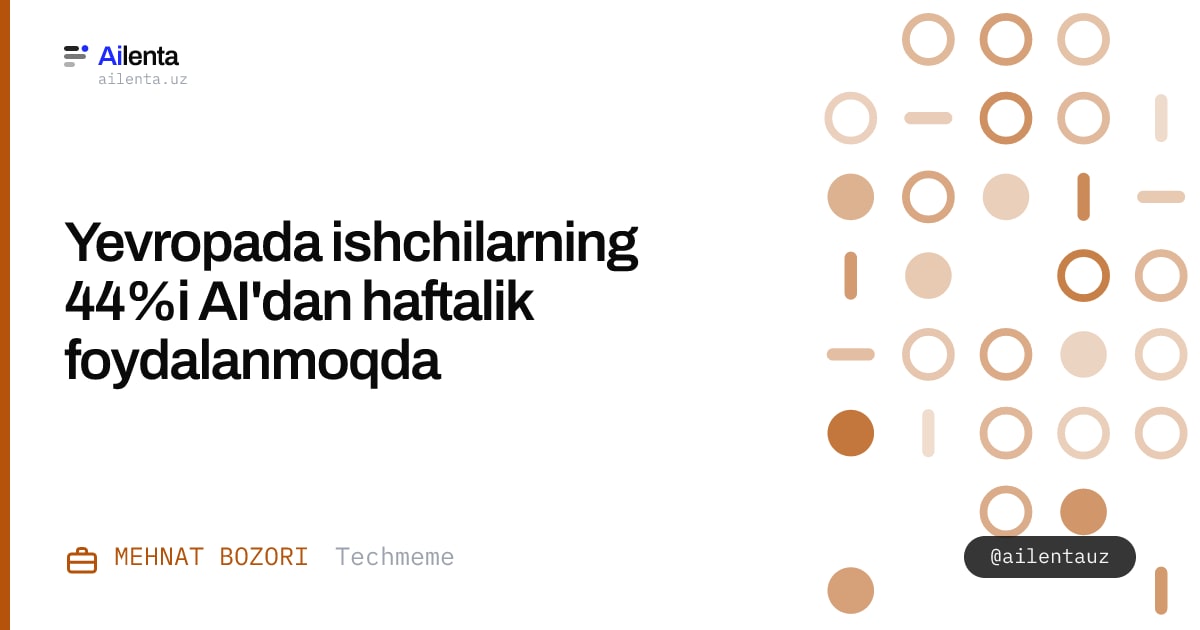 Ailenta
ailenta.uz
Yevropada ishchilarning
44%i AI'dan haftalik
foydalanmoqda
MEHNAT BOZORI Techmeme
@ailentauz